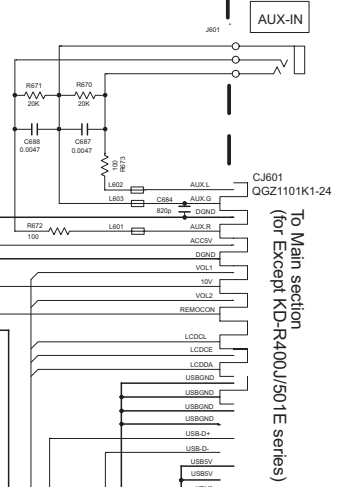 AUX-IN
J601
R671
20K
R670
20K
C688
0.0047
C687
0.0047
100
R673
L602
AUX.L
CJ601
QGZ1101K1-24
L603
C684
820p
AUX.G
DGND
R672
100
L601
AUX.R
ACC5V
DGND
VOL1
10V
VOL2
REMOCON
LCDCL
LCDCE
LCDDA
USBGND
USBGND
USBGND
USBGND
USB-D+
USB-D-
USB5V
USB5V
To Main section
(for Except KD-R400J/501E series)